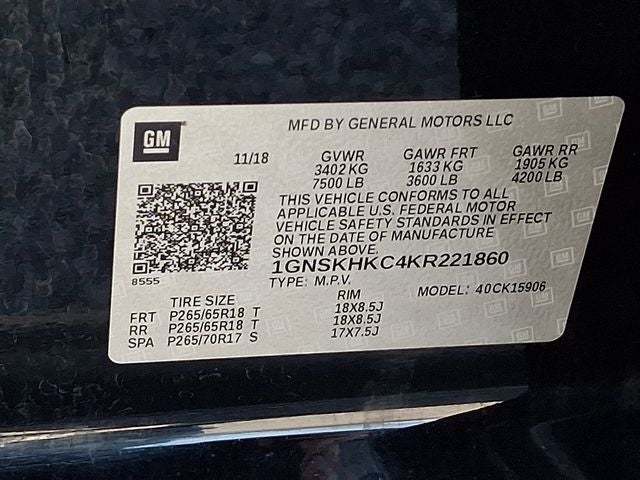 GM
MFD BY GENERAL MOTORS LLC
11/18 GVWR GAWR FRT GAWR RR
3402 KG 1633 KG 1905 KG
7500 LB 3600 LB 4200 LB
THIS VEHICLE CONFORMS TO ALL
APPLICABLE U.S. FEDERAL MOTOR
VEHICLE SAFETY STANDARDS IN EFFECT
ON THE DATE OF MANUFACTURE
SHOWN ABOVE.
8555
1GNSKHKC4KR221860
TYPE: M.P.V. MODEL: 40CK15906
TIRE SIZE RIM
FRT P265/65R18 T 18X8.5J
RR P265/65R18 T 18X8.5J
SPA P265/70R17 S 17X7.5J